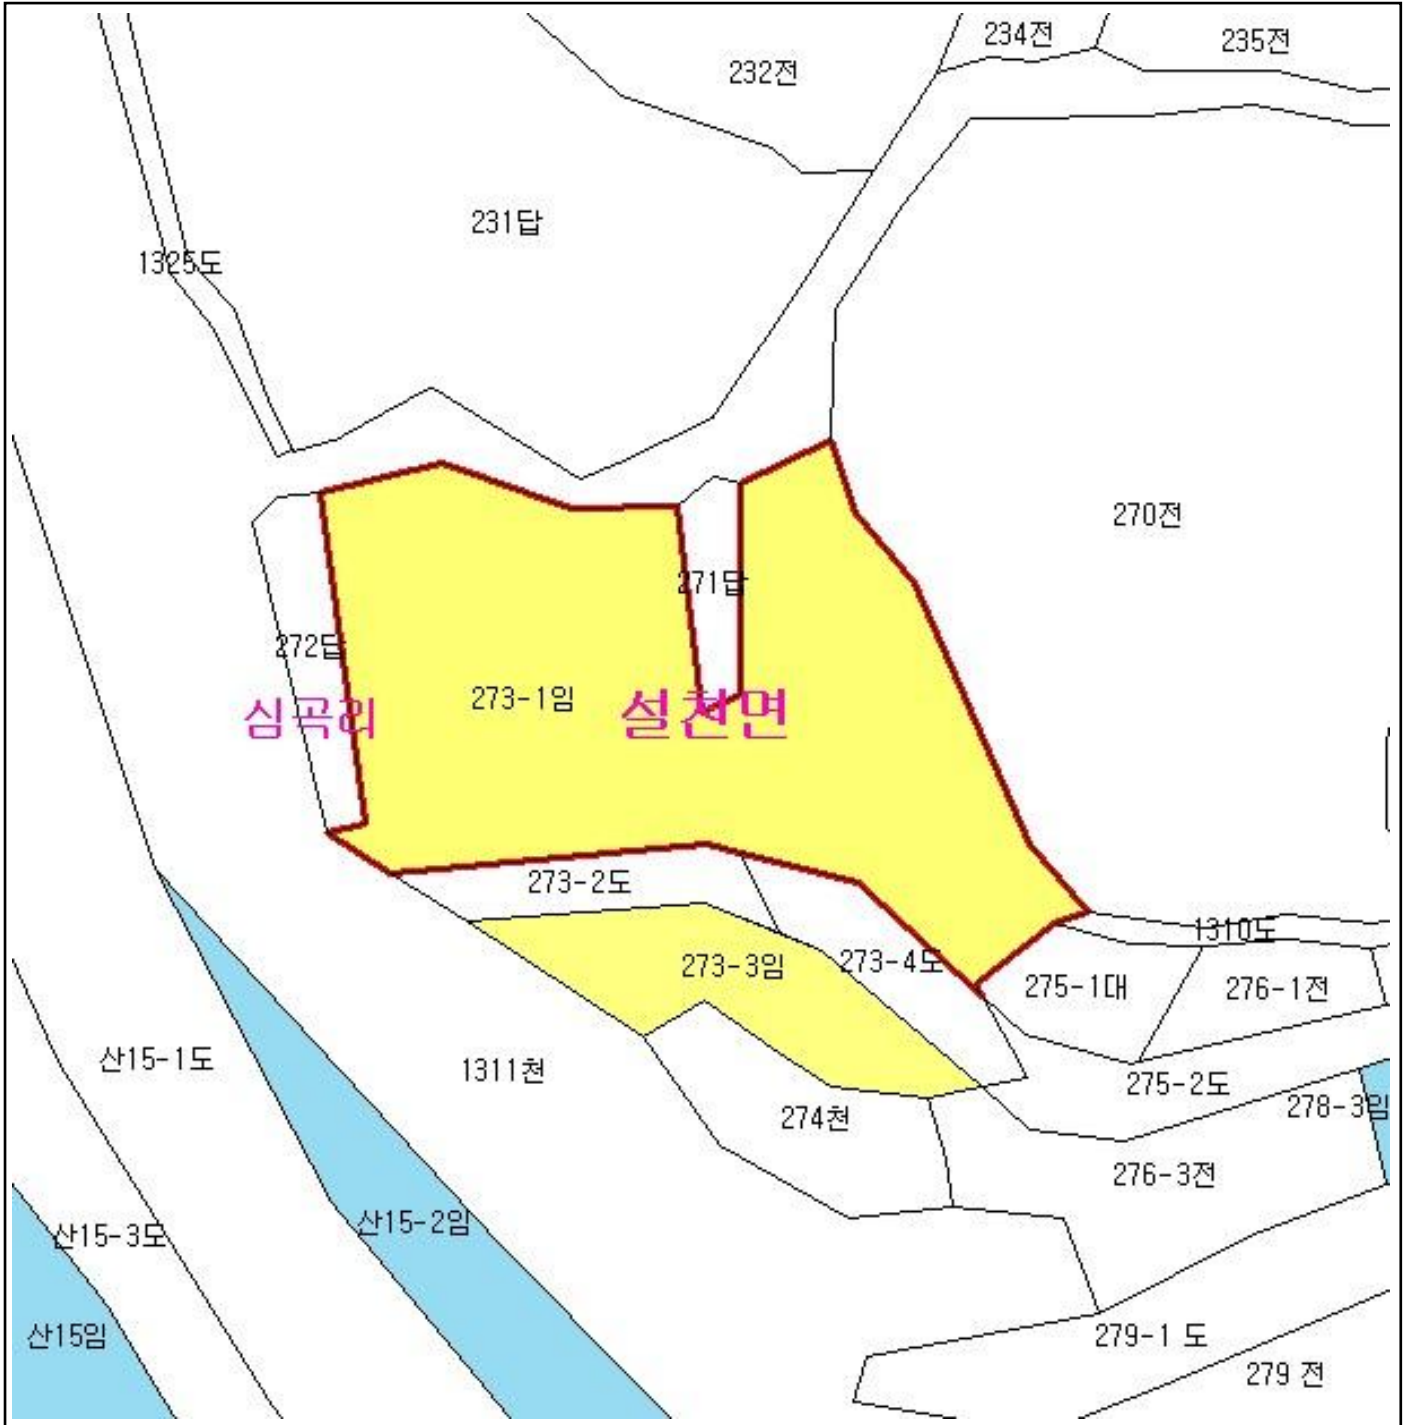 234전
235전
232전
231답
1325도
270전
271답
272답
273-1임
심곡리
설천면
273-2도
1310도
273-3임
273-4도
275-1대
276-1전
산15-1도
1311천
275-2도
278-3임
274천
276-3전
산15-2임
산15-3도
산15임
279-1 도
279 전